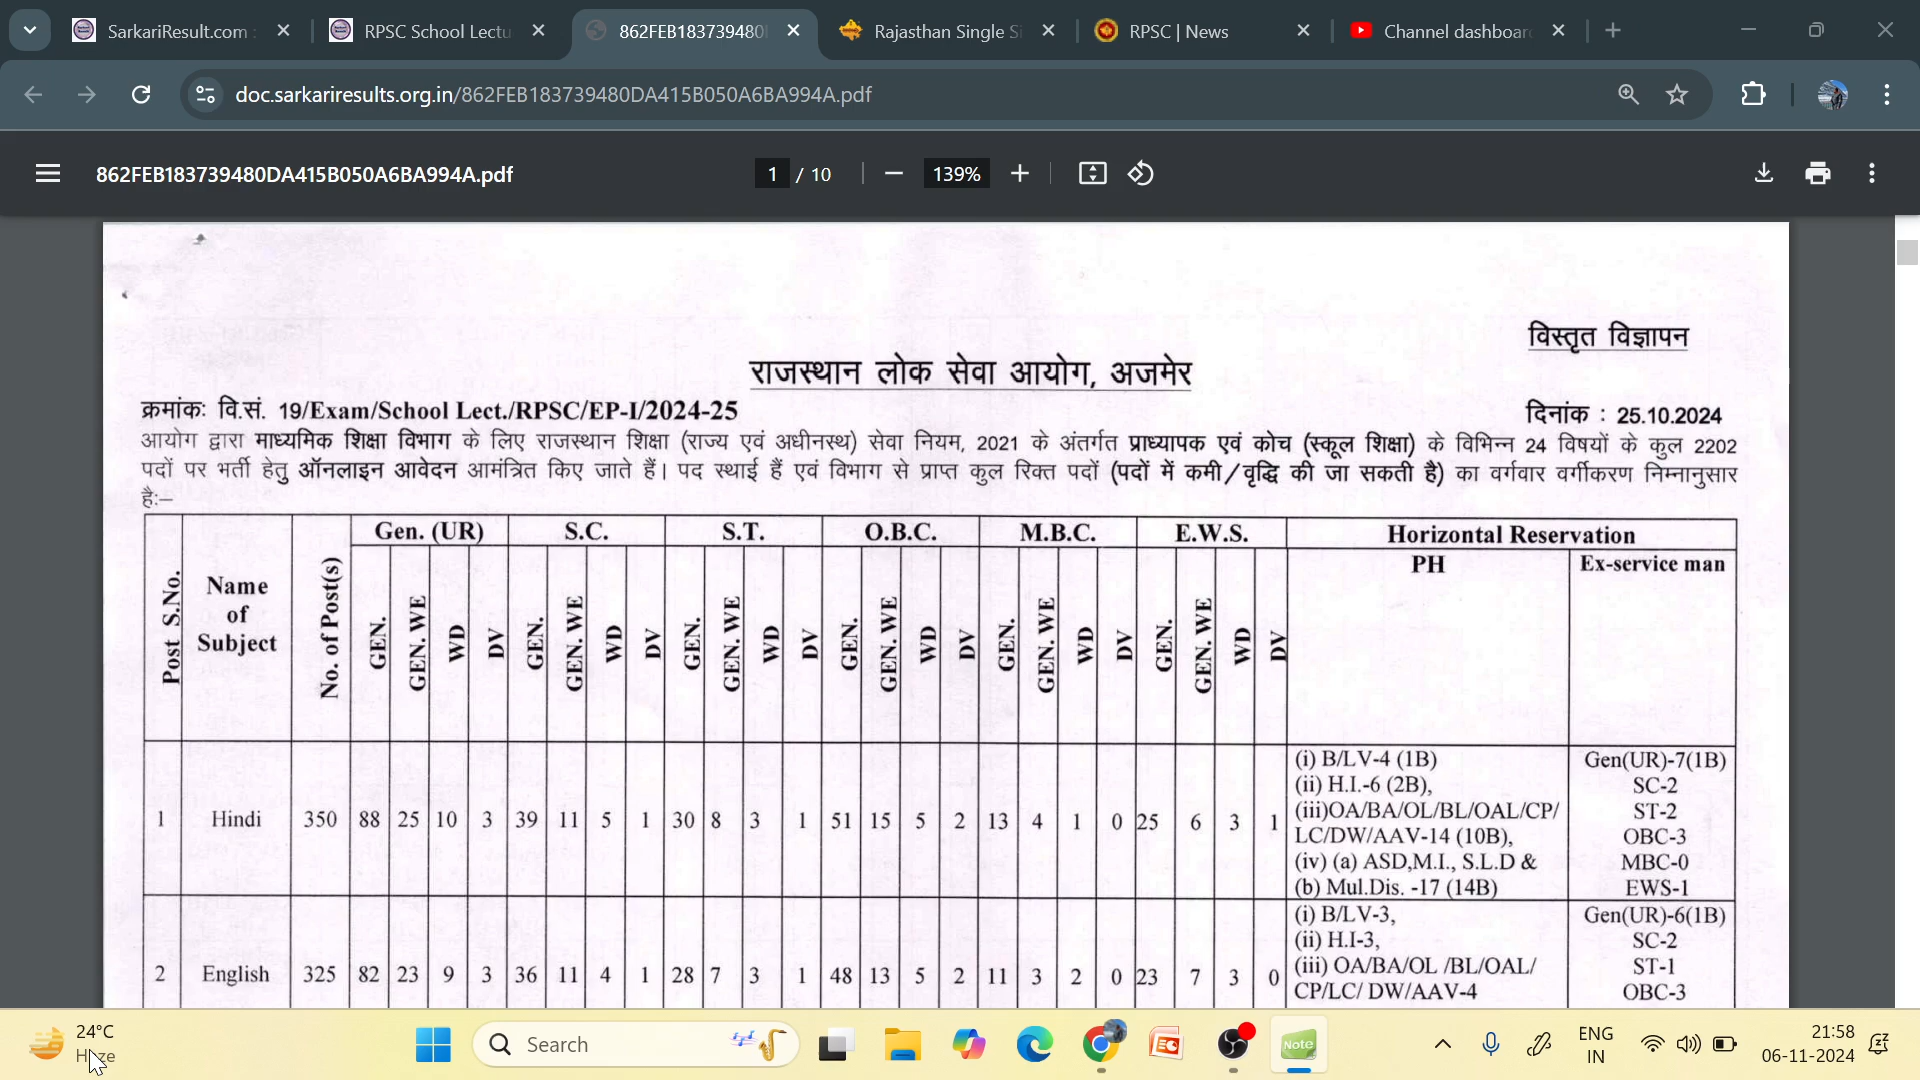 SarkariResult.com :
RPSC School Lectu
862FEB183739480
Rajasthan Single S
RPSC | News
Channel dashboar
doc.sarkariresults.org.in/862FEB183739480DA415B050A6BA994A.pdf
862FEB183739480DA415B050A6BA994A.pdf
1 / 10
139%
विस्तृत विज्ञापन
राजस्थान लोक सेवा आयोग, अजमेर
क्रमांकः वि.सं. 19/Exam/School Lect./RPSC/EP-I/2024-25
दिनांक : 25.10.2024
आयोग द्वारा माध्यमिक शिक्षा विभाग के लिए राजस्थान शिक्षा (राज्य एवं अधीनस्थ) सेवा नियम, 2021 के अंतर्गत प्राध्यापक एवं कोच (स्कूल शिक्षा) के विभिन्न 24 विषयों के कुल 2202
पदों पर भर्ती हेतु ऑनलाइन आवेदन आमंत्रित किए जाते हैं। पद स्थाई हैं एवं विभाग से प्राप्त कुल रिक्त पदों (पदों में कमी/वृद्धि की जा सकती है) का वर्गवार वर्गीकरण निम्नानुसार
है:–
Post S.No.
Name
of
Subject
No. of Post(s)
Gen. (UR) S.C. S.T. O.B.C. M.B.C. E.W.S. Horizontal Reservation
PH Ex-service man
GEN. GEN. WE WD DV GEN. GEN. WE WD DV GEN. GEN. WE WD DV GEN. GEN. WE WD DV GEN. GEN. WE WD DV GEN. GEN. WE WD DV
1 Hindi 350 88 25 10 3 39 11 5 1 30 8 3 1 51 15 5 2 13 4 1 0 25 6 3 1
(i) B/LV-4 (1B)
(ii) H.I.-6 (2B),
(iii)OA/BA/OL/BL/OAL/CP/
LC/DW/AAV-14 (10B),
(iv) (a) ASD,M.I., S.L.D &
(b) Mul.Dis. -17 (14B)
Gen(UR)-7(1B)
SC-2
ST-2
OBC-3
MBC-0
EWS-1
2 English 325 82 23 9 3 36 11 4 1 28 7 3 1 48 13 5 2 11 3 2 0 23 7 3 0
(i) B/LV-3,
(ii) H.I-3,
(iii) OA/BA/OL /BL/OAL/
CP/LC/ DW/AAV-4
Gen(UR)-6(1B)
SC-2
ST-1
OBC-3
24°C
Haze
Search
Note
ENG
IN
21:58
06-11-2024